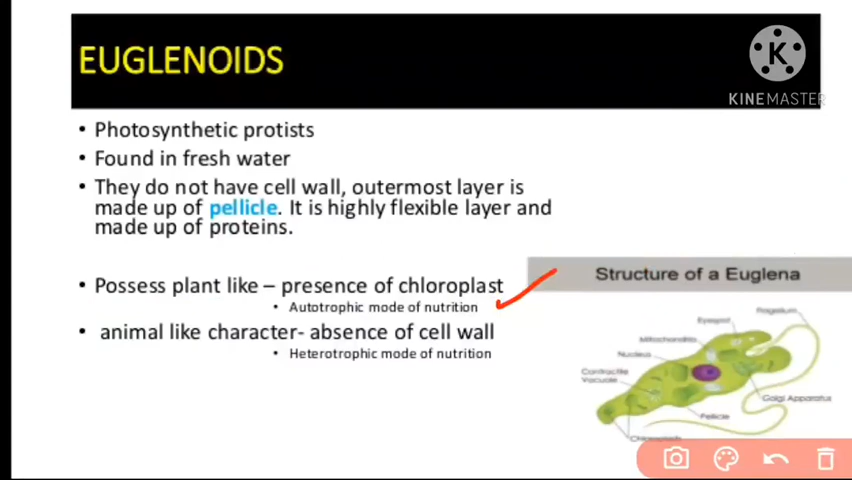 EUGLENOIDS
K
KINEMASTER
• Photosynthetic protists
• Found in fresh water
• They do not have cell wall, outermost layer is
made up of pellicle. It is highly flexible layer and
made up of proteins.
• Possess plant like – presence of chloroplast
• Autotrophic mode of nutrition
• animal like character- absence of cell wall
• Heterotrophic mode of nutrition
Structure of a Euglena
Flagellum
Eyespot
Mitochondria
Nucleus
Contractile
Vacuole
Golgi Apparatus
Pellicle
Chloroplasts